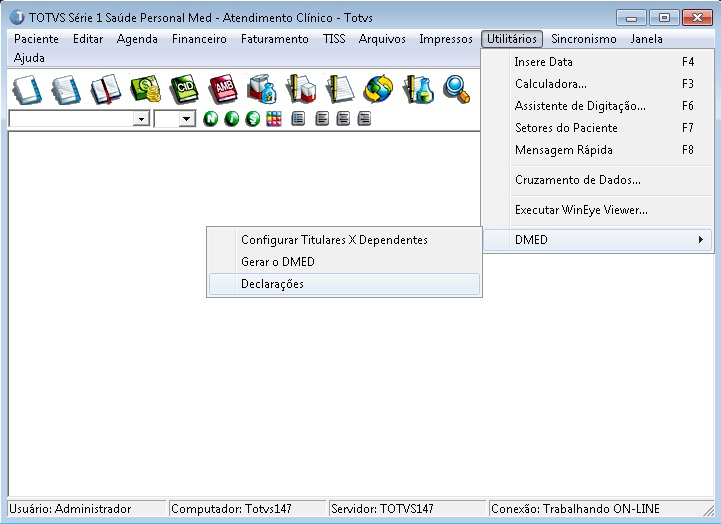 TOTVS Série 1 Saúde Personal Med - Atendimento Clínico - Totvs
Paciente Editar Agenda Financeiro Faturamento TISS Arquivos Impressos Utilitários Sincronismo Janela
Ajuda
CID
AMB
N I S
Insere Data F4
Calculadora... F3
Assistente de Digitação... F6
Setores do Paciente F7
Mensagem Rápida F8
Cruzamento de Dados...
Executar WinEye Viewer...
DMED
Configurar Titulares X Dependentes
Gerar o DMED
Declarações
Usuário: Administrador Computador: Totvs147 Servidor: TOTVS147 Conexão: Trabalhando ON-LINE